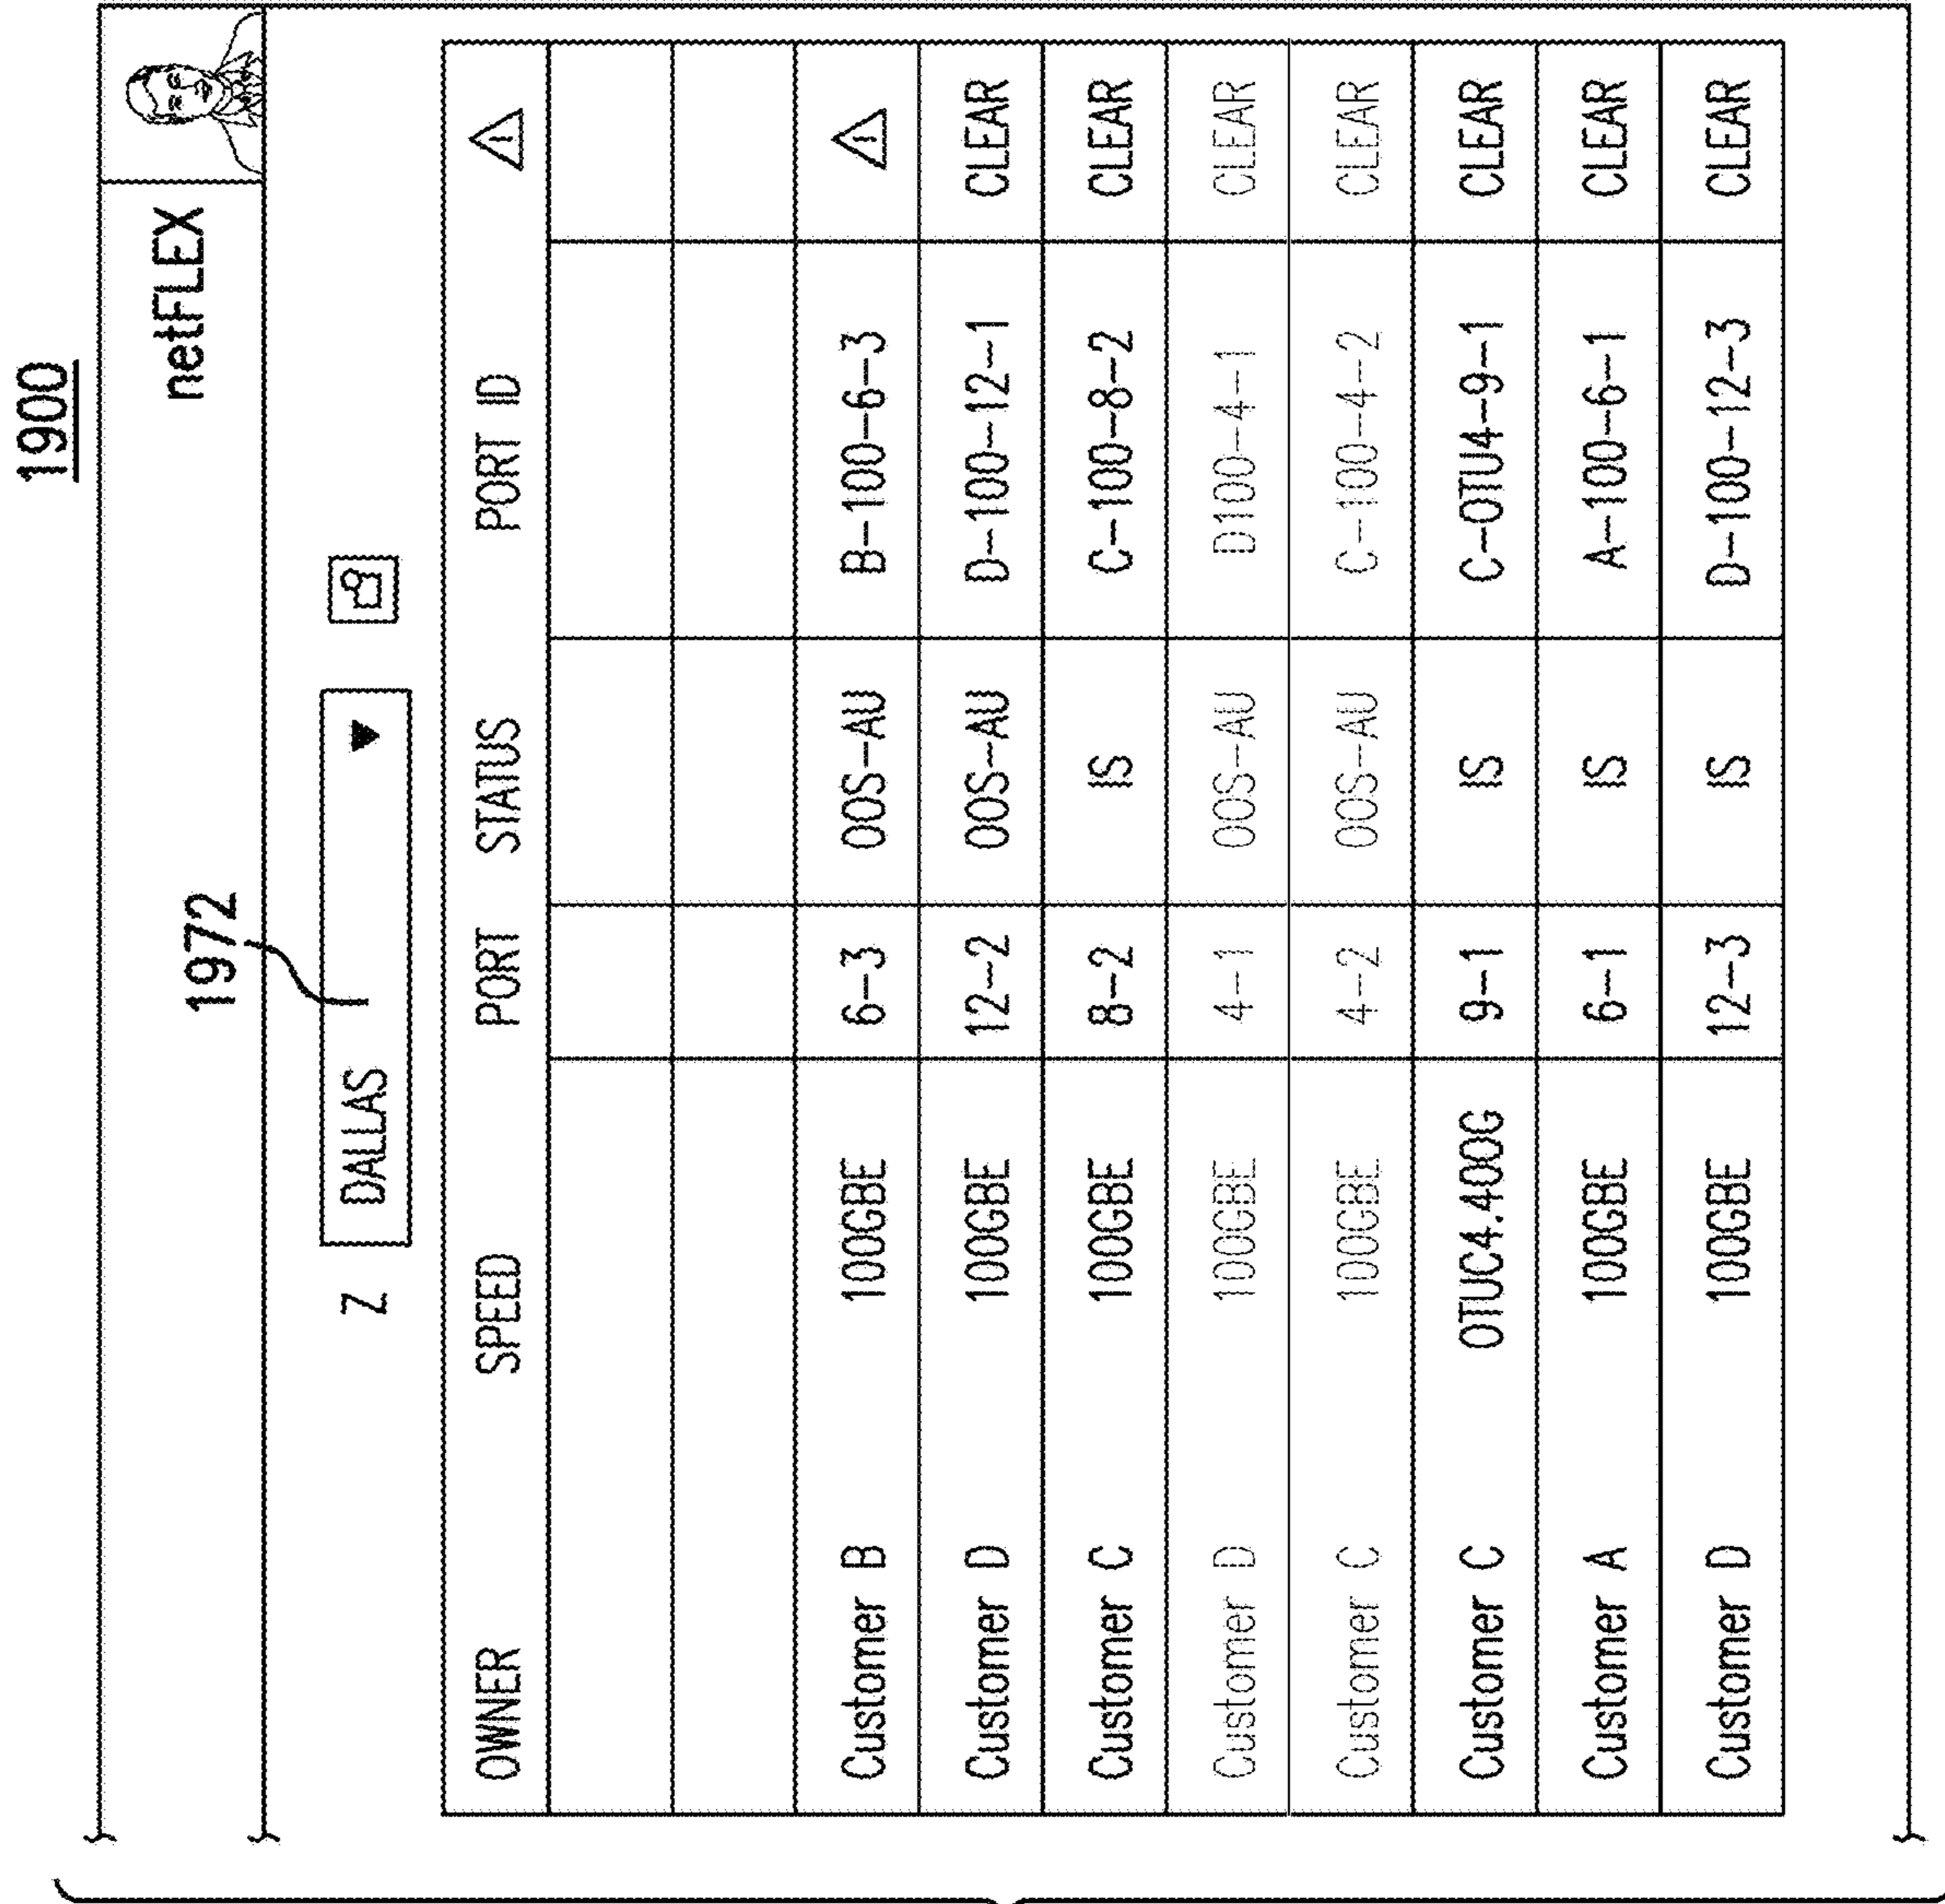 1900
netFLEX
1972
Z DALLAS
OWNER SPEED PORT STATUS PORT ID
Customer B 100GBE 6-3 OOS-AU B-100-6-3
Customer D 100GBE 12-2 OOS-AU D-100-12-1 CLEAR
Customer C 100GBE 8-2 IS C-100-8-2 CLEAR
Customer D 100GBE 4-1 OOS-AU D100-4-1 CLEAR
Customer C 100GBE 4-2 OOS-AU C-100-4-2 CLEAR
Customer C OTUC4.400G 9-1 IS C-OTU4-9-1 CLEAR
Customer A 100GBE 6-1 IS A-100-6-1 CLEAR
Customer D 100GBE 12-3 IS D-100-12-3 CLEAR